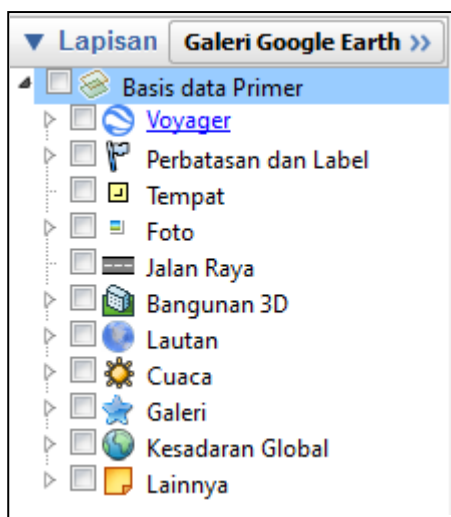 Lapisan Galeri Google Earth >>
Basis data Primer
Voyager
Perbatasan dan Label
Tempat
Foto
Jalan Raya
Bangunan 3D
Lautan
Cuaca
Galeri
Kesadaran Global
Lainnya